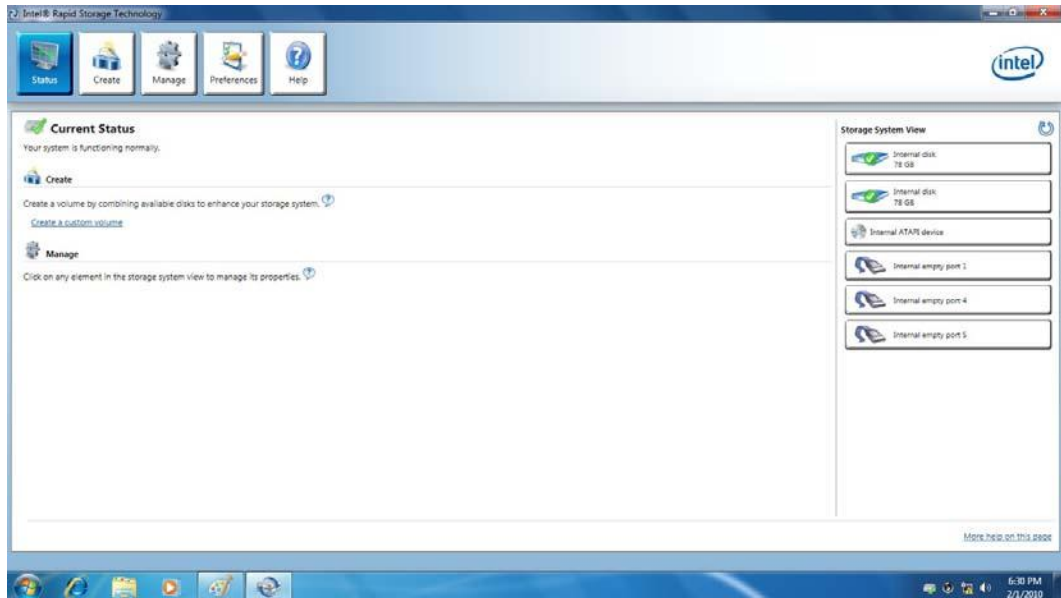 Intel® Rapid Storage Technology
Status
Create
Manage
Preferences
Help
intel
Current Status
Your system is functioning normally.
Create
Create a volume by combining available disks to enhance your storage system.
Create a custom volume
Manage
Click on any element in the storage system view to manage its properties.
Storage System View
Internal disk
78 GB
Internal disk
78 GB
Internal ATAPI device
Internal empty port 1
Internal empty port 4
Internal empty port 5
More help on this page
6:30 PM
2/1/2010